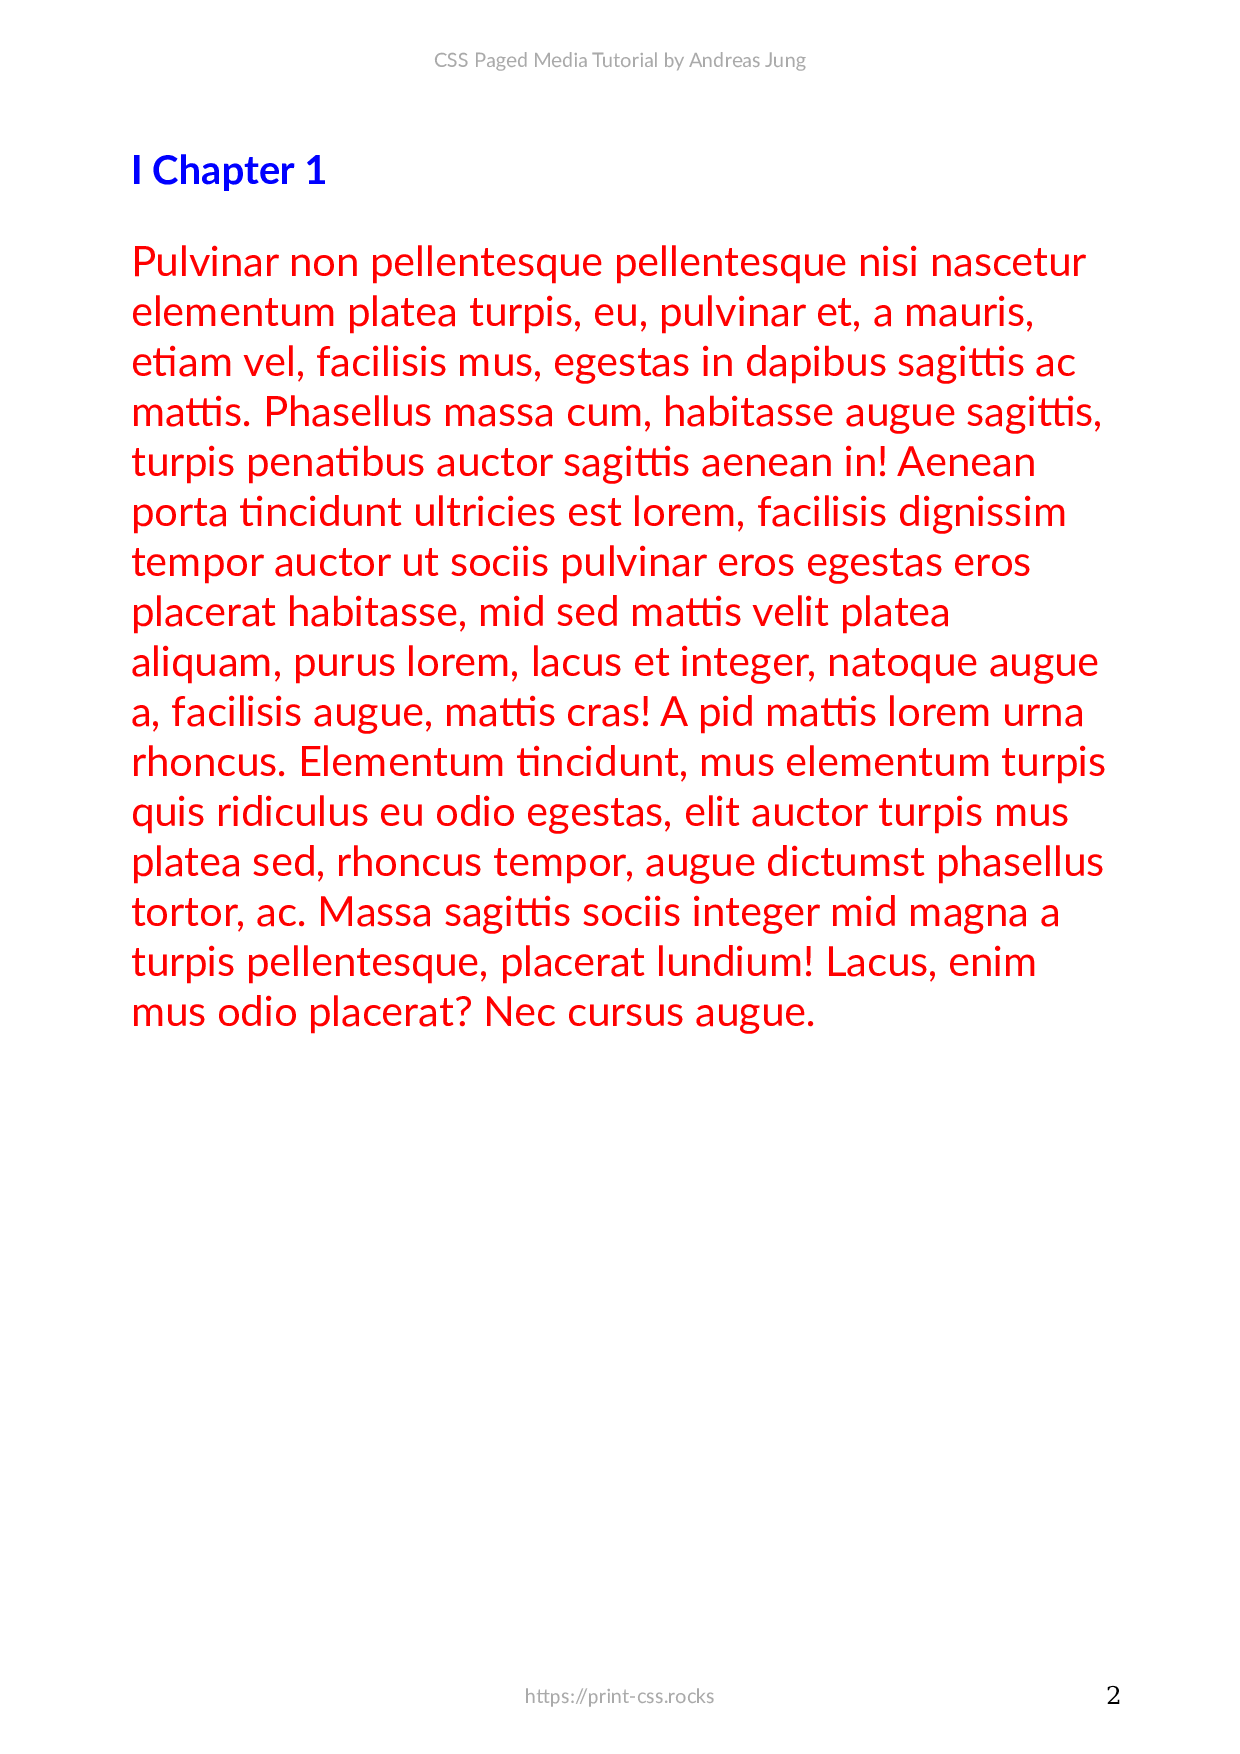 CSS Paged Media Tutorial by Andreas Jung
I Chapter 1
Pulvinar non pellentesque pellentesque nisi nascetur
elementum platea turpis, eu, pulvinar et, a mauris,
etiam vel, facilisis mus, egestas in dapibus sagittis ac
mattis. Phasellus massa cum, habitasse augue sagittis,
turpis penatibus auctor sagittis aenean in! Aenean
porta tincidunt ultricies est lorem, facilisis dignissim
tempor auctor ut sociis pulvinar eros egestas eros
placerat habitasse, mid sed mattis velit platea
aliquam, purus lorem, lacus et integer, natoque augue
a, facilisis augue, mattis cras! A pid mattis lorem urna
rhoncus. Elementum tincidunt, mus elementum turpis
quis ridiculus eu odio egestas, elit auctor turpis mus
platea sed, rhoncus tempor, augue dictumst phasellus
tortor, ac. Massa sagittis sociis integer mid magna a
turpis pellentesque, placerat lundium! Lacus, enim
mus odio placerat? Nec cursus augue.
https://print-css.rocks
2